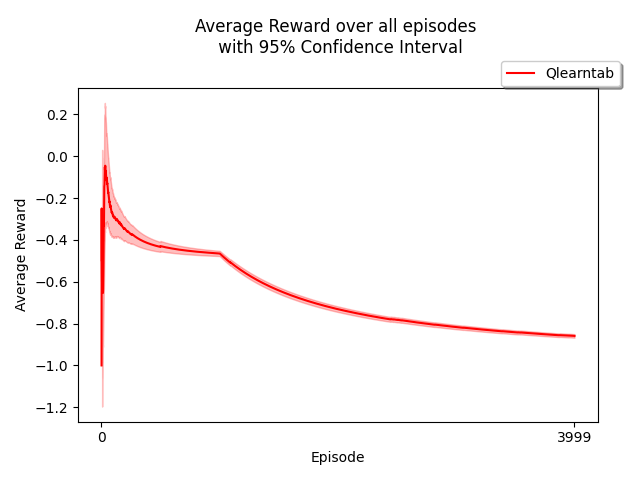 Average Reward over all episodes
with 95% Confidence Interval
Qlearntab
0.2
0.0
−0.2
−0.4
−0.6
−0.8
−1.0
−1.2
Average Reward
0
3999
Episode